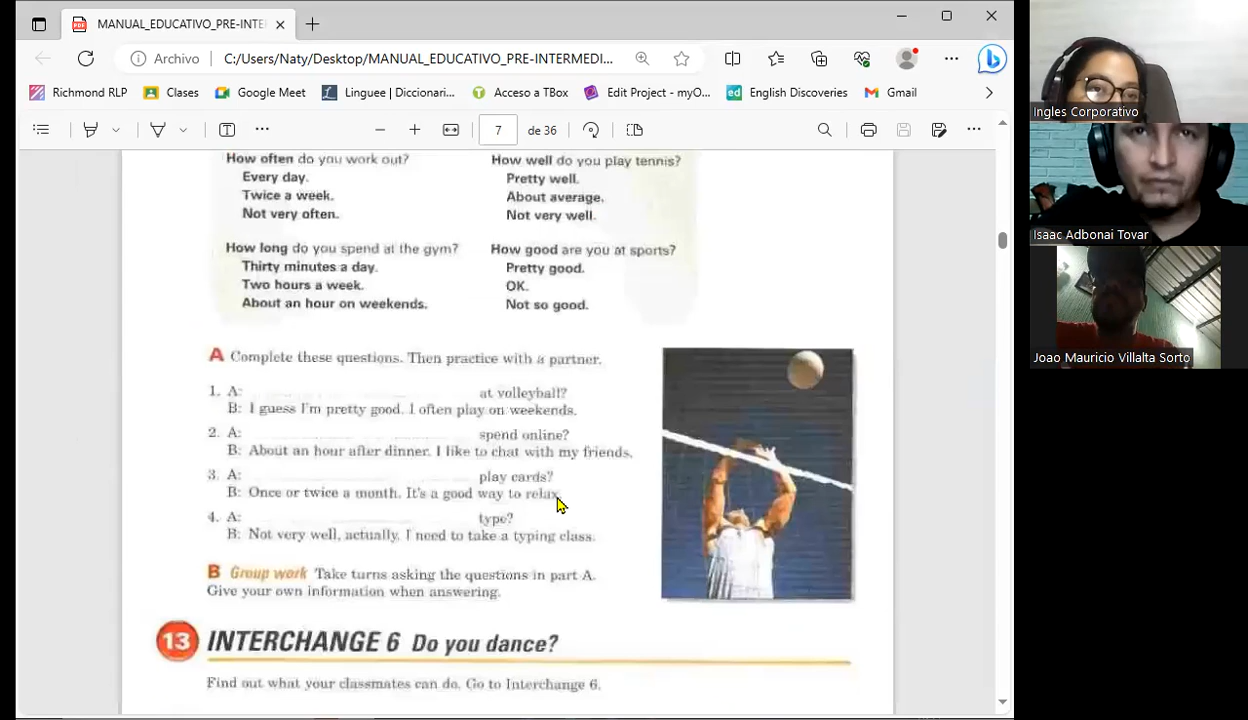 MANUAL_EDUCATIVO_PRE-INTE
Archivo
C:/Users/Naty/Desktop/MANUAL_EDUCATIVO_PRE-INTERMEDI...
Richmond RLP
Clases
Google Meet
Linguee | Diccionari...
Acceso a TBox
Edit Project - myO...
English Discoveries
Gmail
7 de 36
How often do you work out?
Every day.
Twice a week.
Not very often.
How well do you play tennis?
Pretty well.
About average.
Not very well.
How long do you spend at the gym?
Thirty minutes a day.
Two hours a week.
About an hour on weekends.
How good are you at sports?
Pretty good.
OK.
Not so good.
A Complete these questions. Then practice with a partner.
1. A: at volleyball?
B: I guess I'm pretty good. I often play on weekends.
2. A: spend online?
B: About an hour after dinner. I like to chat with my friends.
3. A: play cards?
B: Once or twice a month. It's a good way to relax.
4. A: type?
B: Not very well, actually. I need to take a typing class.
B Group work Take turns asking the questions in part A.
Give your own information when answering.
13 INTERCHANGE 6 Do you dance?
Find out what your classmates can do. Go to Interchange 6.
Ingles Corporativo
Isaac Adbonai Tovar
Joao Mauricio Villalta Sorto